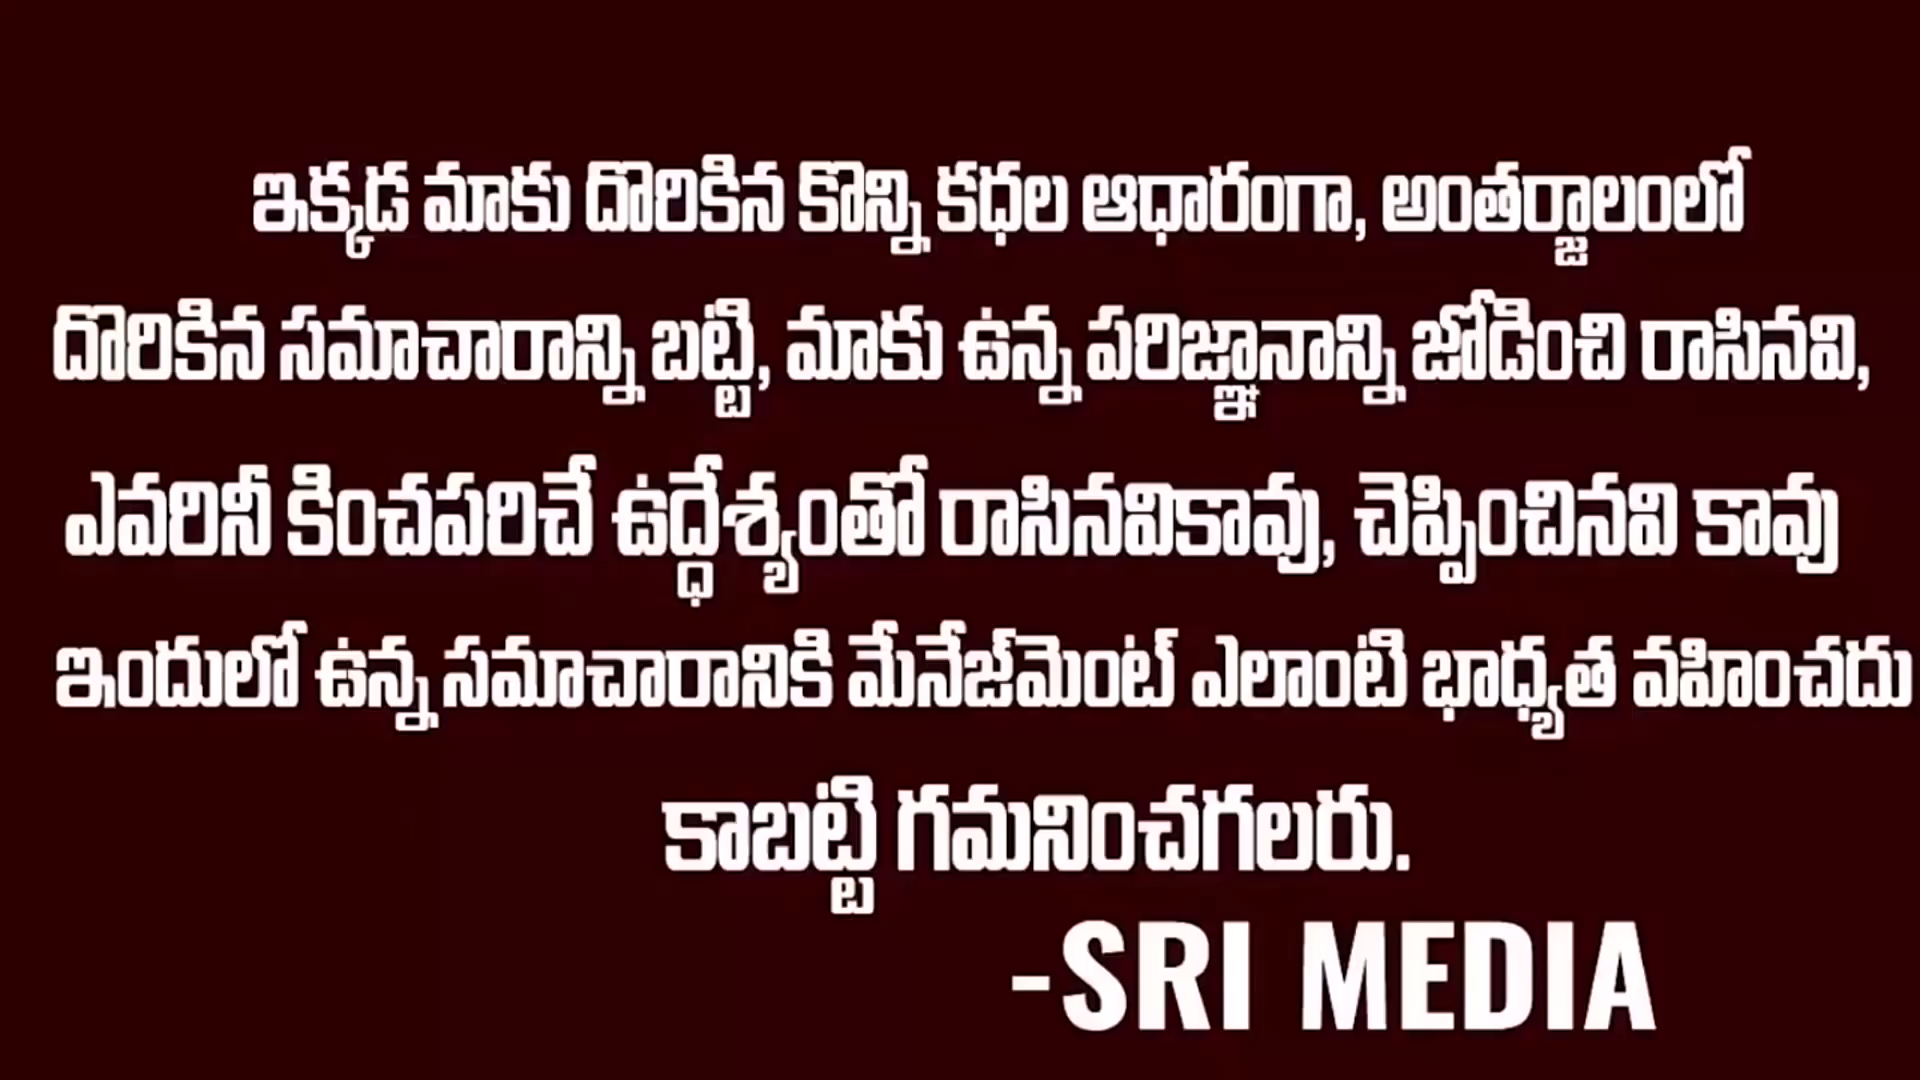 ఇక్కడ మాకు దొరికిన కొన్ని కధల ఆధారంగా, అంతర్జాలంలో
దొరికిన సమాచారాన్ని బట్టి, మాకు ఉన్న పరిజ్ఞానాన్ని జోడించి రాసినవి,
ఎవరినీ కించపరిచే ఉద్ధేశ్యంతో రాసినవికావు, చెప్పించినవి కావు
ఇందులో ఉన్న సమాచారానికి మేనేజ్‌మెంట్ ఎలాంటి భాధ్యత వహించదు
కాబట్టి గమనించగలరు.
-SRI MEDIA